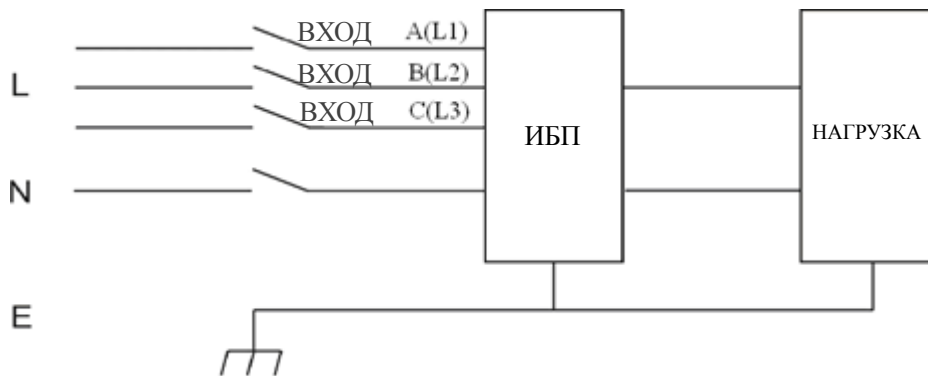 ВХОД A(L1)
L ВХОД B(L2)
ВХОД C(L3)
ИБП
НАГРУЗКА
N
E